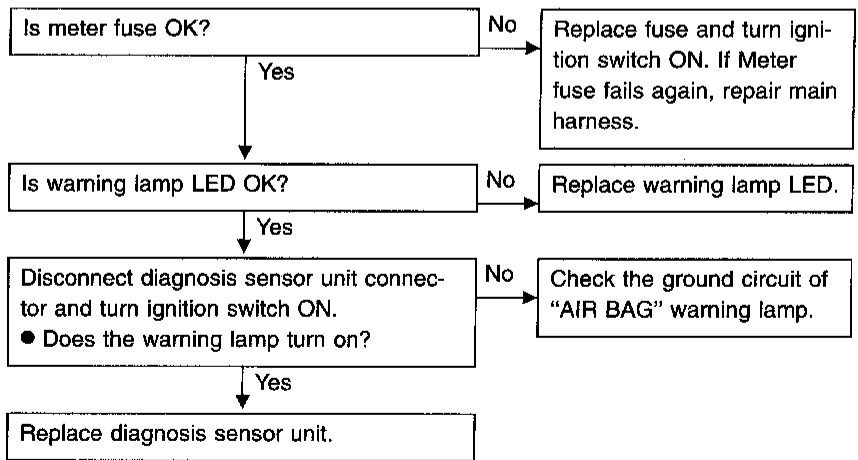 Is meter fuse OK?
No
Replace fuse and turn igni-
tion switch ON. If Meter
fuse fails again, repair main
harness.
Yes
Is warning lamp LED OK?
No
Replace warning lamp LED.
Yes
Disconnect diagnosis sensor unit connec-
tor and turn ignition switch ON.
● Does the warning lamp turn on?
No
Check the ground circuit of
“AIR BAG” warning lamp.
Yes
Replace diagnosis sensor unit.